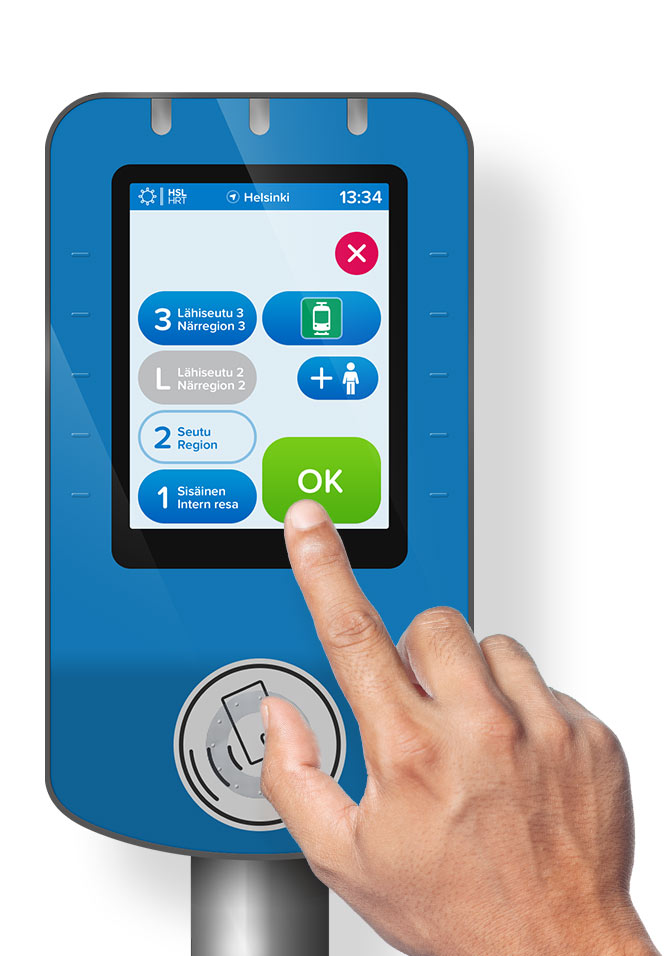 HSL
HRT
Helsinki
13:34
3 Lähiseutu 3
Närregion 3
L Lähiseutu 2
Närregion 2
2 Seutu
Region
OK
1 Sisäinen
Intern resa